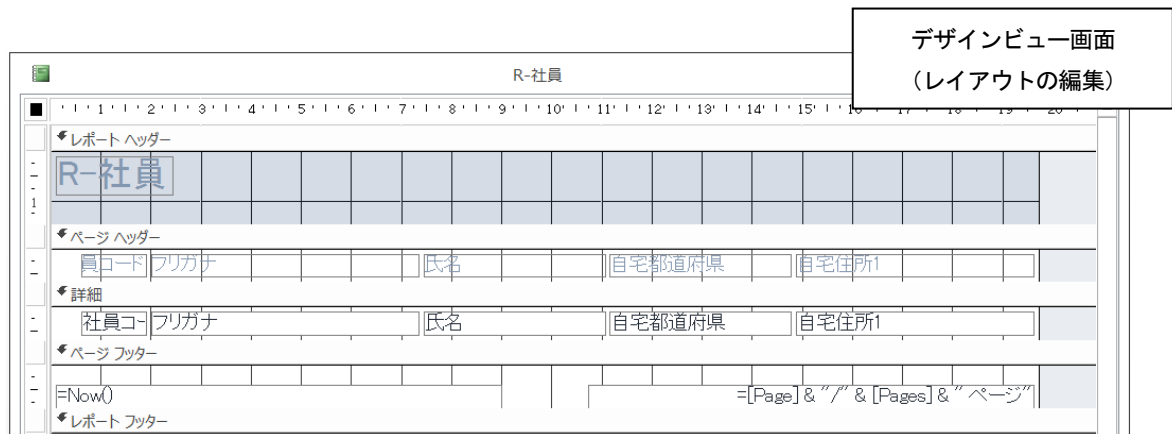 デザインビュー画面
（レイアウトの編集）
R-社員
1 2 3 4 5 6 7 8 9 10 11 12 13 14 15 16 17 18 19 20
レポート ヘッダー
R-社員
1
ページ ヘッダー
員コード フリガナ 氏名 自宅都道府県 自宅住所1
詳細
社員コー フリガナ 氏名 自宅都道府県 自宅住所1
ページ フッター
=Now() =[Page] & "/" & [Pages] & " ページ"
レポート フッター